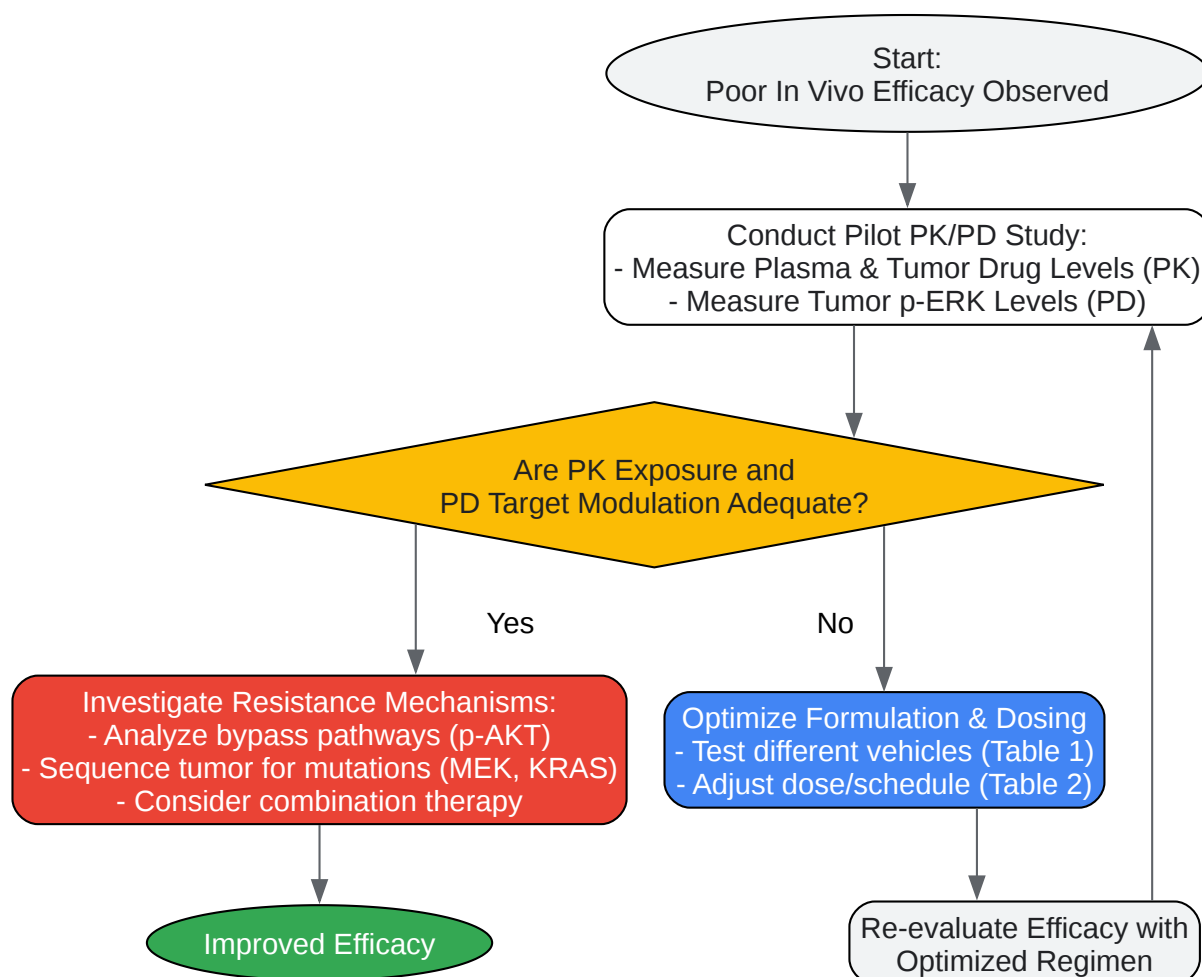 Start:
Poor In Vivo Efficacy Observed
Conduct Pilot PK/PD Study:
- Measure Plasma & Tumor Drug Levels (PK)
- Measure Tumor p-ERK Levels (PD)
Are PK Exposure and
PD Target Modulation Adequate?
Yes
No
Investigate Resistance Mechanisms:
- Analyze bypass pathways (p-AKT)
- Sequence tumor for mutations (MEK, KRAS)
- Consider combination therapy
Optimize Formulation & Dosing
- Test different vehicles (Table 1)
- Adjust dose/schedule (Table 2)
Improved Efficacy
Re-evaluate Efficacy with
Optimized Regimen